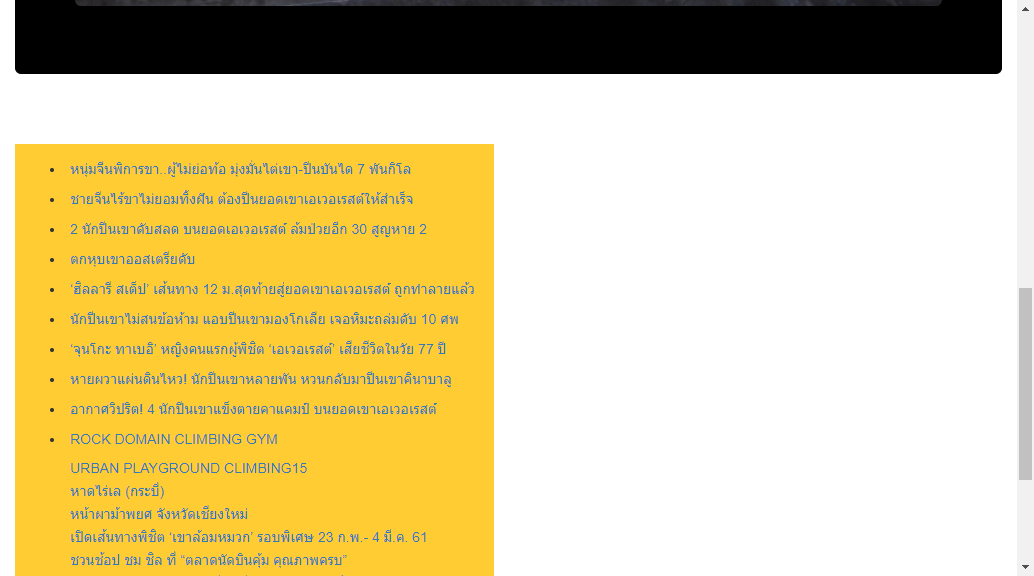 หนุ่มจีนพิการขา..ผู้ไม่ย่อท้อ มุ่งมั่นไต่เขา-ปีนบันได 7 พันกิโล
ชายจีนไร้ขาไม่ยอมทิ้งฝัน ต้องปีนยอดเขาเอเวอเรสต์ให้สำเร็จ
2 นักปีนเขาดับสลด บนยอดเอเวอเรสต์ ล้มป่วยอีก 30 สูญหาย 2
ตกหุบเขาออสเตรียดับ
‘ฮิลลารี สเต็ป’ เส้นทาง 12 ม.สุดท้ายสู่ยอดเขาเอเวอเรสต์ ถูกทำลายแล้ว
นักปีนเขาไม่สนข้อห้าม แอบปีนเขามองโกเลีย เจอหิมะถล่มดับ 10 ศพ
‘จุนโกะ ทาเบอิ’ หญิงคนแรกผู้พิชิต ‘เอเวอเรสต์’ เสียชีวิตในวัย 77 ปี
หายผวาแผ่นดินไหว! นักปีนเขาหลายพัน หวนกลับมาปีนเขาคินาบาลู
อากาศวิปริต! 4 นักปีนเขาแข็งตายคาแคมป์ บนยอดเขาเอเวอเรสต์
ROCK DOMAIN CLIMBING GYM
URBAN PLAYGROUND CLIMBING15
หาดไร่เล (กระบี่)
หน้าผาม้าพยศ จังหวัดเชียงใหม่
เปิดเส้นทางพิชิต ‘เขาล้อมหมวก’ รอบพิเศษ 23 ก.พ.- 4 มี.ค. 61
ชวนช้อป ชม ชิล ที่ “ตลาดนัดบินคุ้ม คุณภาพครบ”